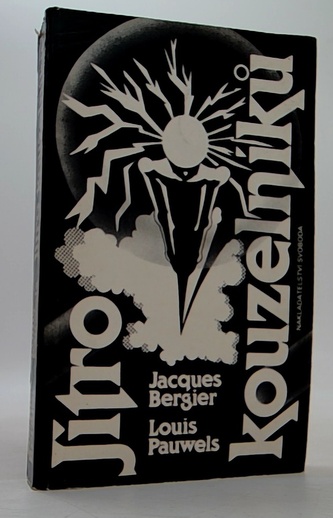 Jitro
kouzelníků
Jacques
Bergier
Louis
Pauwels
NAKLADATELSTVÍ SVOBODA